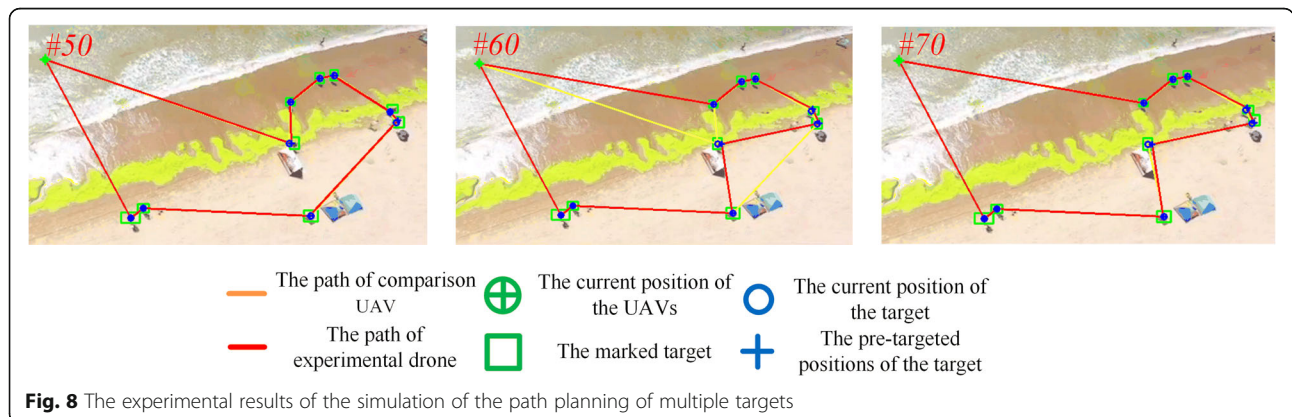 #50
#60
#70
The path of comparison
UAV
The current position of
the UAVs
The current position of
the target
The path of
experimental drone
The marked target
The pre-targeted
positions of the target
Fig. 8 The experimental results of the simulation of the path planning of multiple targets